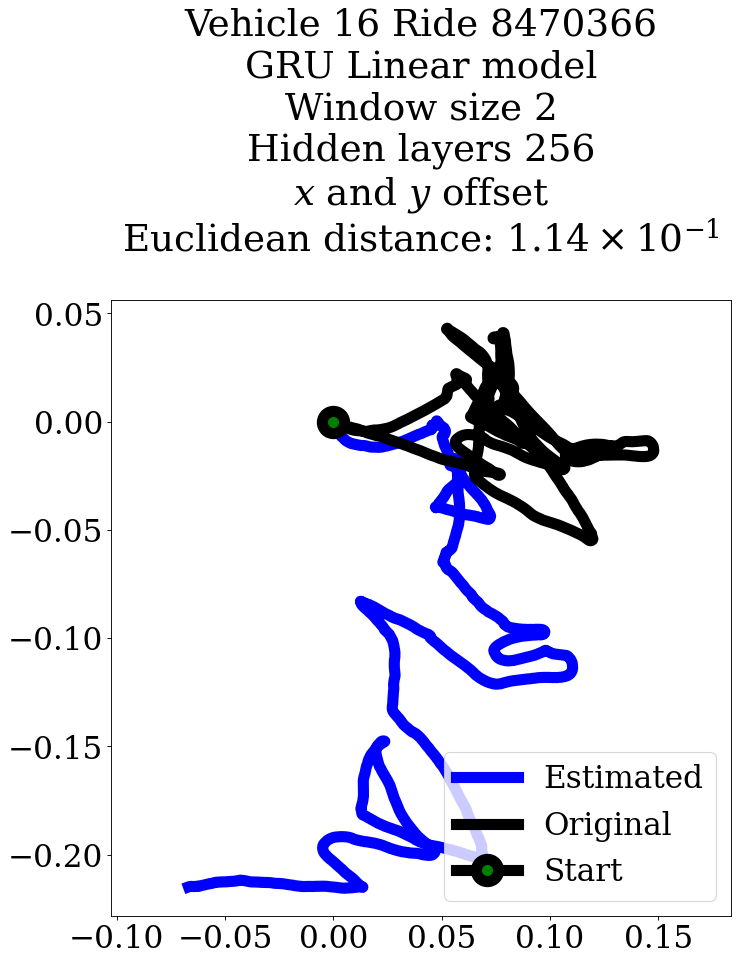 Vehicle 16 Ride 8470366
GRU Linear model
Window size 2
Hidden layers 256
x and y offset
Euclidean distance: 1.14 × 10⁻¹
0.05
0.00
−0.05
−0.10
−0.15
−0.20
Estimated
Original
Start
−0.10 −0.05 0.00 0.05 0.10 0.15